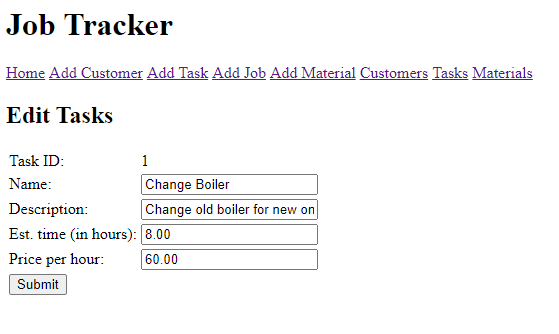 Job Tracker
Home Add Customer Add Task Add Job Add Material Customers Tasks Materials
Edit Tasks
Task ID: 1
Name: Change Boiler
Description: Change old boiler for new on
Est. time (in hours): 8.00
Price per hour: 60.00
Submit